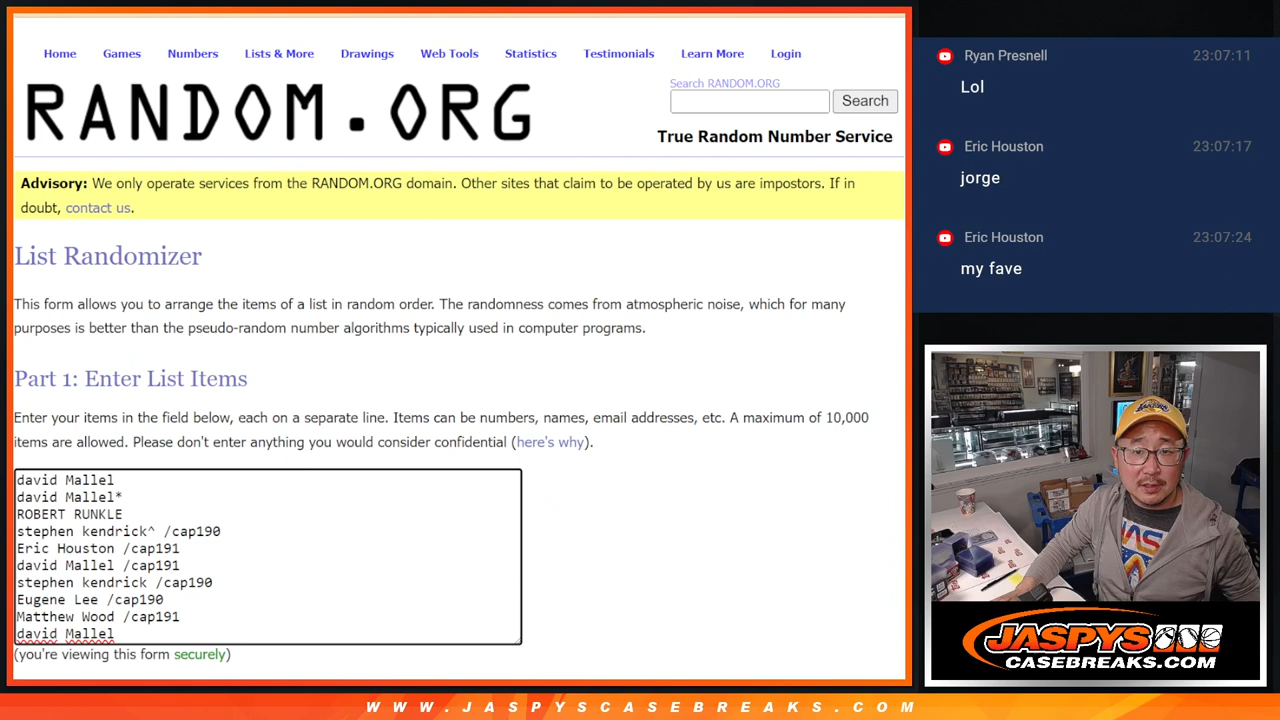 Home Games Numbers Lists & More Drawings Web Tools Statistics Testimonials Learn More Login
RANDOM.ORG
Search RANDOM.ORG
Search
True Random Number Service
Advisory: We only operate services from the RANDOM.ORG domain. Other sites that claim to be operated by us are impostors. If in
doubt, contact us.
List Randomizer
This form allows you to arrange the items of a list in random order. The randomness comes from atmospheric noise, which for many
purposes is better than the pseudo-random number algorithms typically used in computer programs.
Part 1: Enter List Items
Enter your items in the field below, each on a separate line. Items can be numbers, names, email addresses, etc. A maximum of 10,000
items are allowed. Please don't enter anything you would consider confidential (here's why).
david Mallel
david Mallel*
ROBERT RUNKLE
stephen kendrick^ /cap190
Eric Houston /cap191
david Mallel /cap191
stephen kendrick /cap190
Eugene Lee /cap190
Matthew Wood /cap191
david Mallel
(you're viewing this form securely)
Ryan Presnell 23:07:11
Lol
Eric Houston 23:07:17
jorge
Eric Houston 23:07:24
my fave
JASPYS
CASEBREAKS.COM
WWW.JASPYSCASEBREAKS.COM